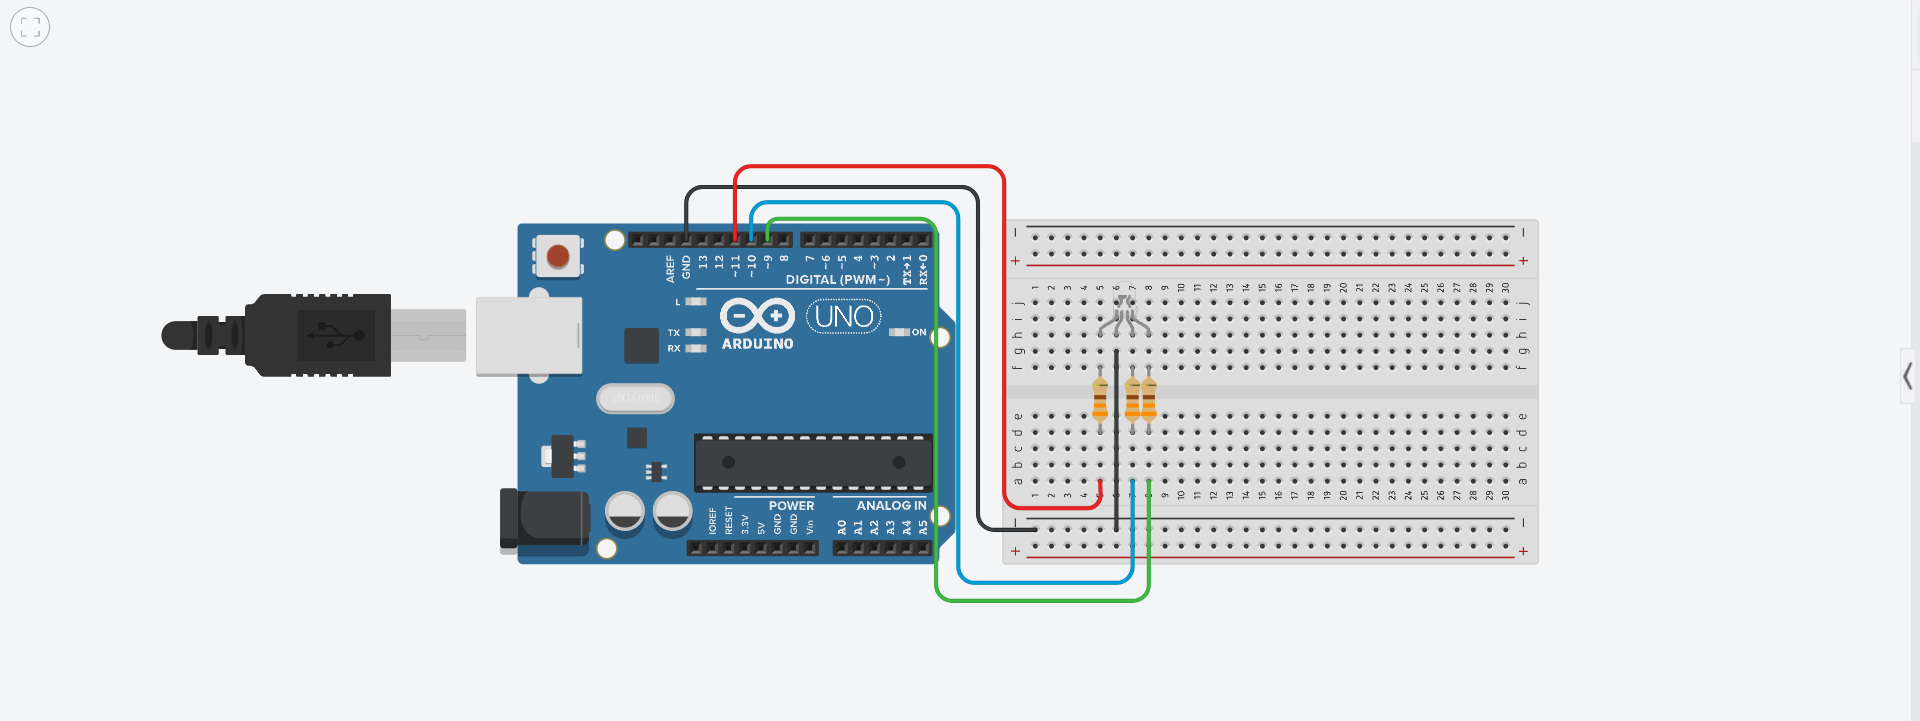 AREF
GND
13
12
~11
~10
~9
8
7
~6
~5
4
~3
2
TX→1
RX←0
DIGITAL (PWM~)
L
TX
RX
ARDUINO
UNO
ON
POWER
ANALOG IN
IOREF
RESET
3.3V
5V
GND
GND
Vin
A0
A1
A2
A3
A4
A5
− −
+ +
1 2 3 4 5 6 7 8 9 10 11 12 13 14 15 16 17 18 19 20 21 22 23 24 25 26 27 28 29 30
j j
i i
h h
g g
f f
e e
d d
c c
b b
a a
1 2 3 4 5 6 7 8 9 10 11 12 13 14 15 16 17 18 19 20 21 22 23 24 25 26 27 28 29 30
− −
+ +